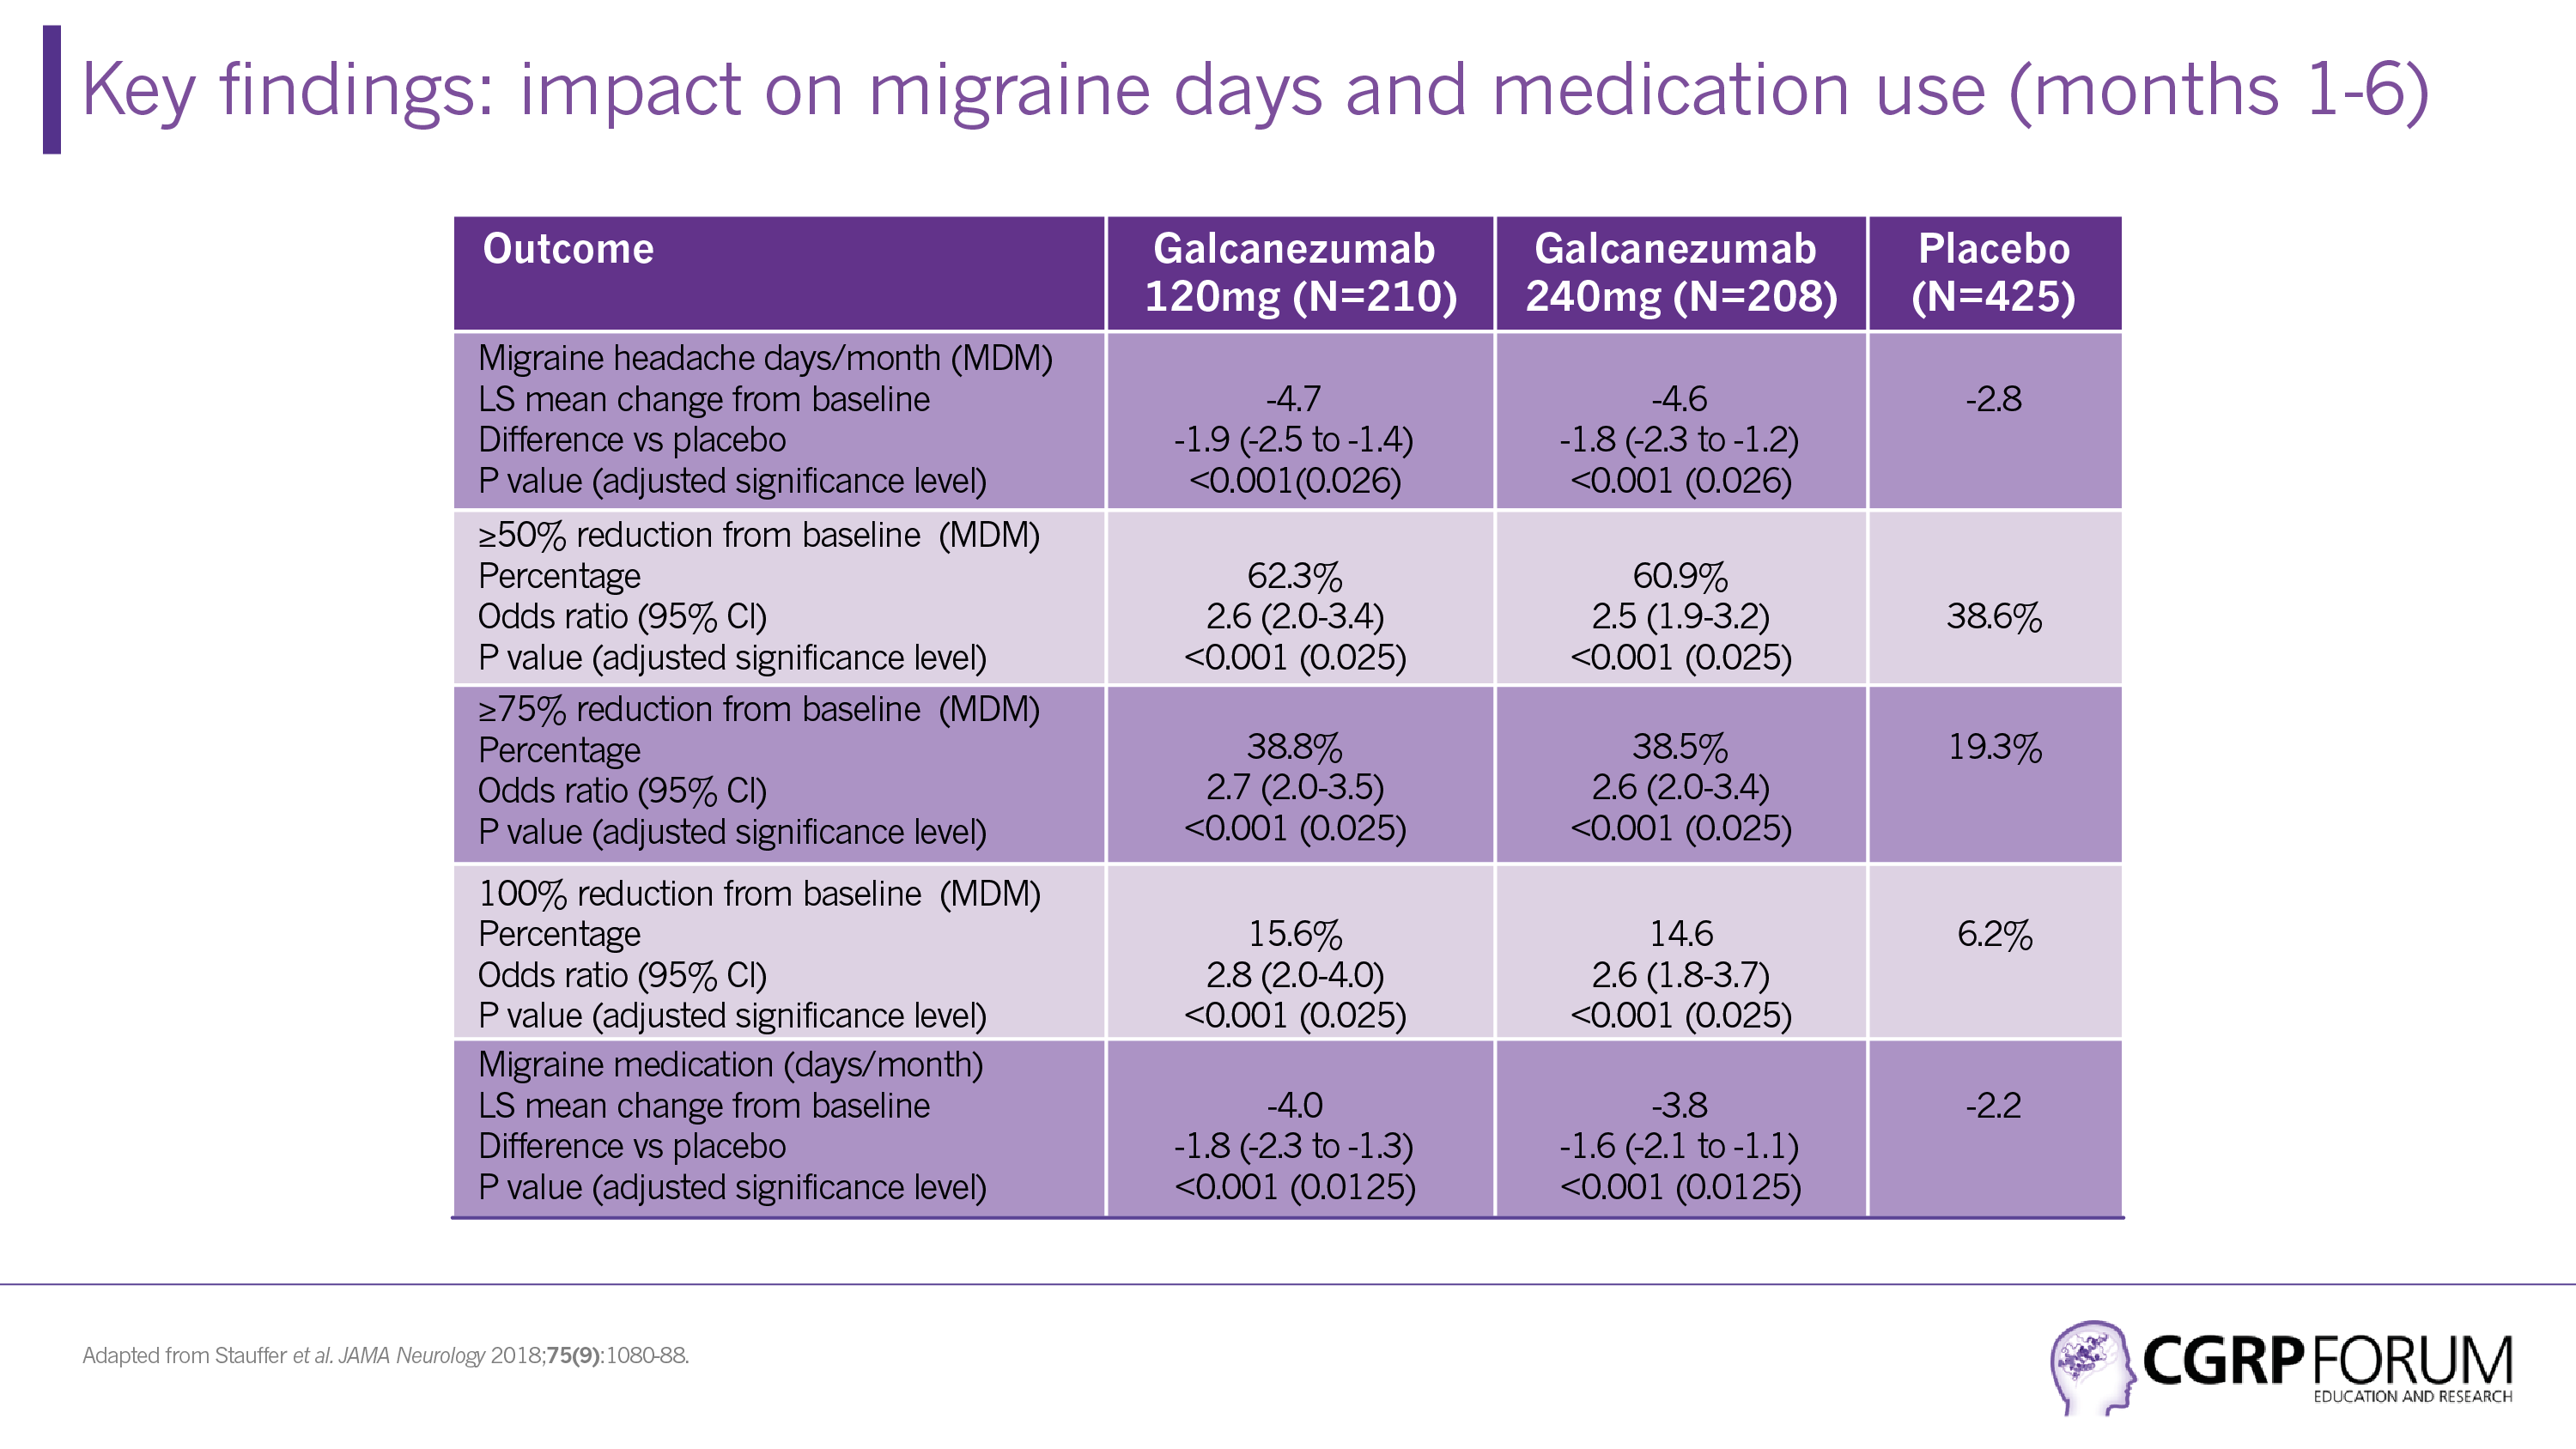 Key findings: impact on migraine days and medication use (months 1-6)
Outcome
Galcanezumab
120mg (N=210)
Galcanezumab
240mg (N=208)
Placebo
(N=425)
Migraine headache days/month (MDM)
LS mean change from baseline -4.7 -4.6 -2.8
Difference vs placebo -1.9 (-2.5 to -1.4) -1.8 (-2.3 to -1.2)
P value (adjusted significance level) <0.001(0.026) <0.001 (0.026)
≥50% reduction from baseline (MDM)
Percentage 62.3% 60.9%
Odds ratio (95% CI) 2.6 (2.0-3.4) 2.5 (1.9-3.2) 38.6%
P value (adjusted significance level) <0.001 (0.025) <0.001 (0.025)
≥75% reduction from baseline (MDM)
Percentage 38.8% 38.5% 19.3%
Odds ratio (95% CI) 2.7 (2.0-3.5) 2.6 (2.0-3.4)
P value (adjusted significance level) <0.001 (0.025) <0.001 (0.025)
100% reduction from baseline (MDM)
Percentage 15.6% 14.6 6.2%
Odds ratio (95% CI) 2.8 (2.0-4.0) 2.6 (1.8-3.7)
P value (adjusted significance level) <0.001 (0.025) <0.001 (0.025)
Migraine medication (days/month)
LS mean change from baseline -4.0 -3.8 -2.2
Difference vs placebo -1.8 (-2.3 to -1.3) -1.6 (-2.1 to -1.1)
P value (adjusted significance level) <0.001 (0.0125) <0.001 (0.0125)
Adapted from Stauffer et al. JAMA Neurology 2018;75(9):1080-88.
CGRP FORUM
EDUCATION AND RESEARCH